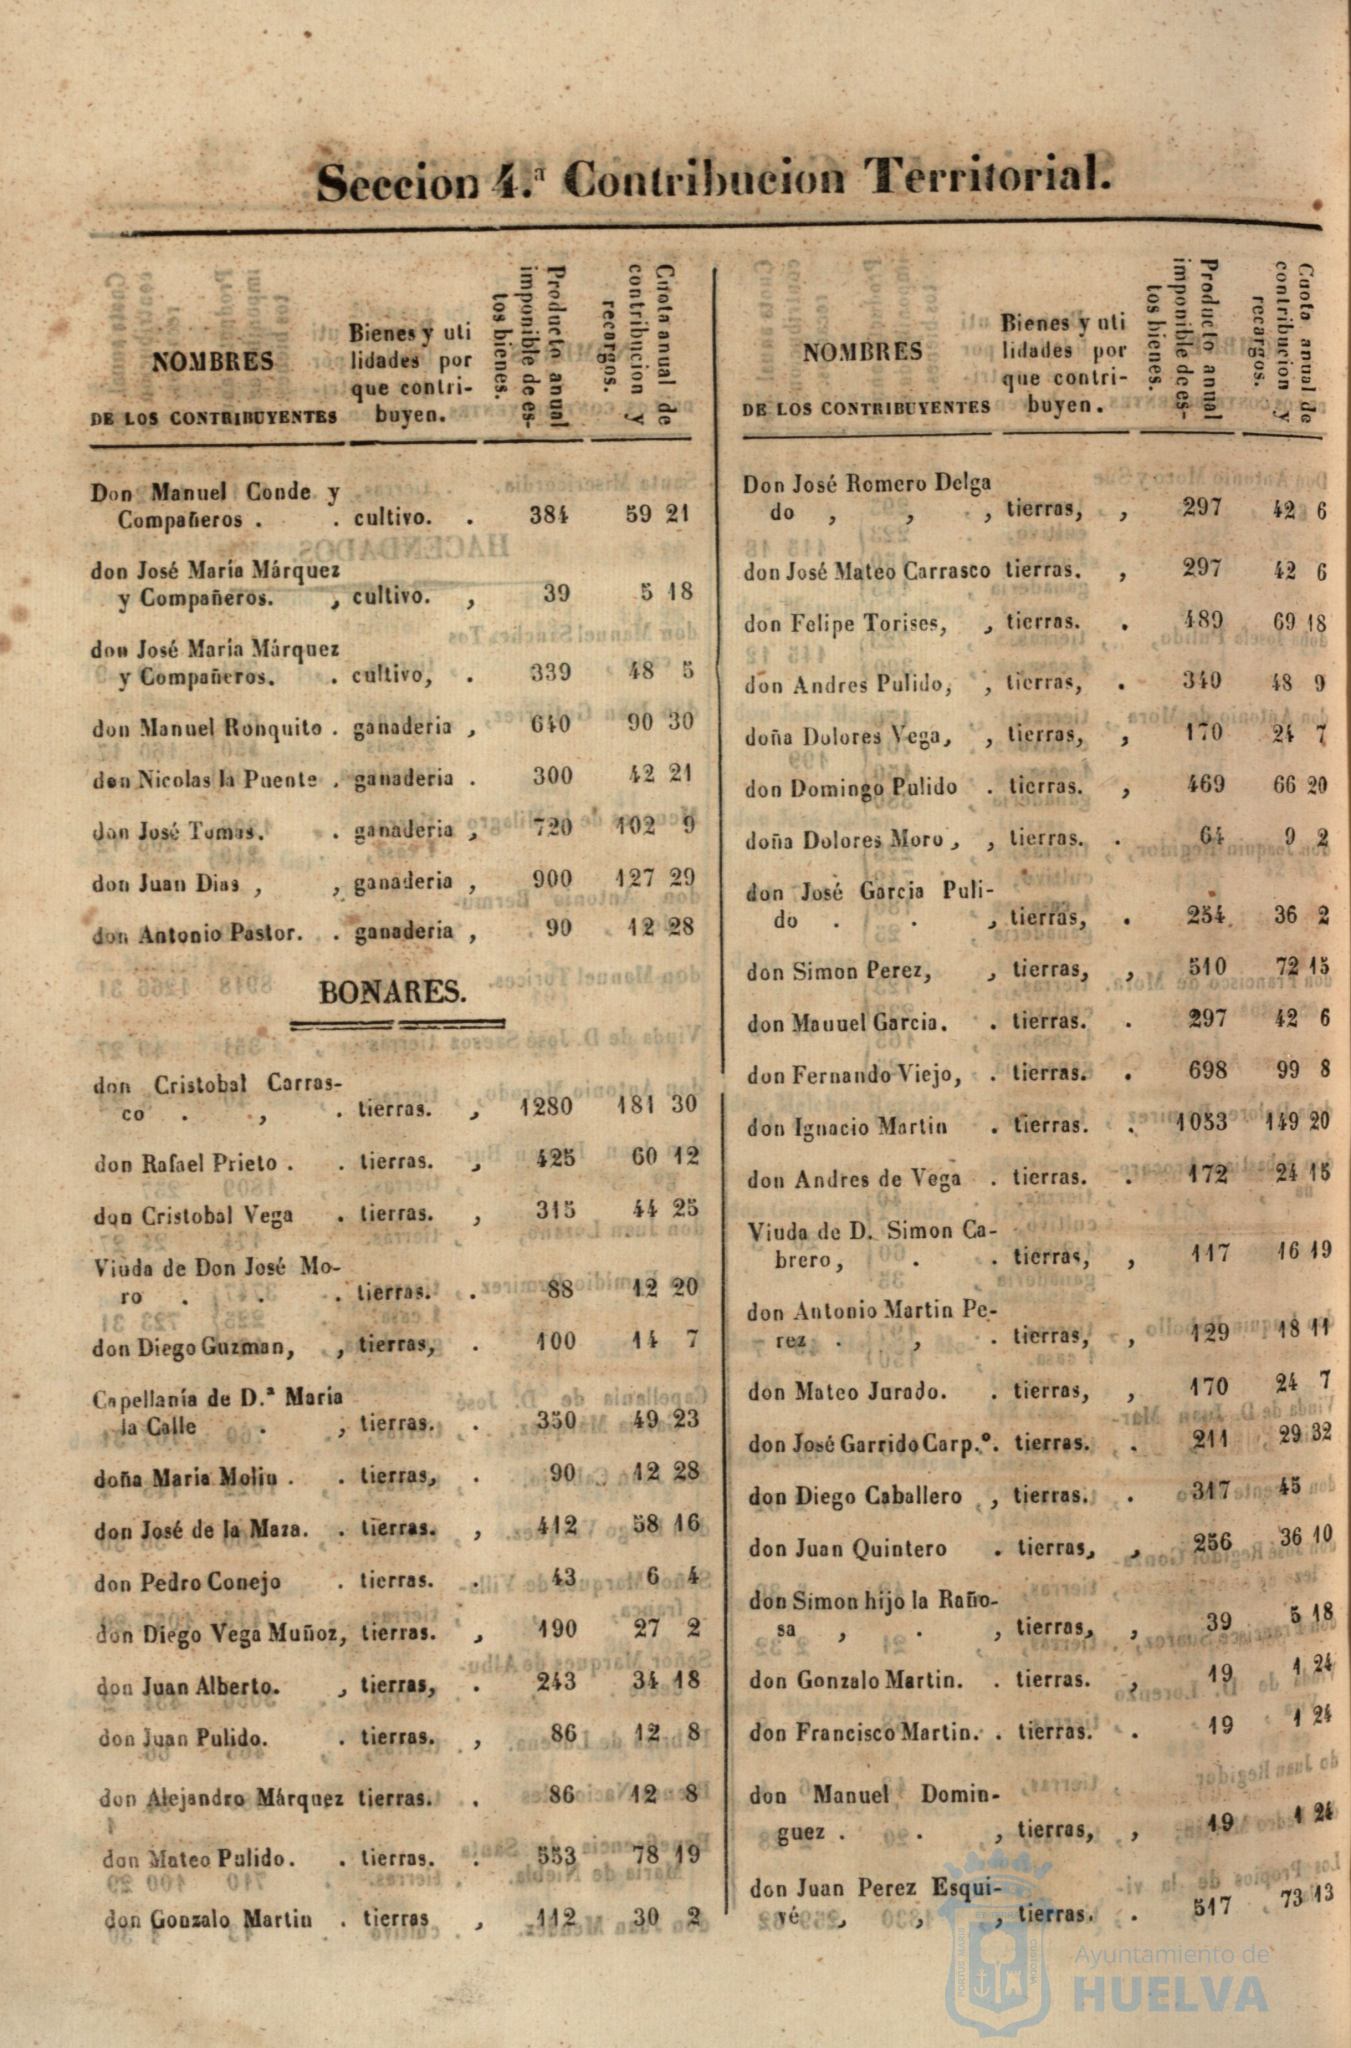 Seccion 4.ª Contribucion Territorial.
NOMBRES
DE LOS CONTRIBUYENTES
Bienes y uti
lidades por
que contri-
buyen.
Producto anual
imponible de es-
tos bienes.
Cuota anual de
contribucion y
recargos.
Don Manuel Conde y
Compañeros . . cultivo. . 384 59 21
don José María Márquez
y Compañeros. , cultivo. , 39 5 18
don José María Márquez
y Compañeros. . cultivo, . 339 48 5
don Manuel Ronquito . ganaderia , 640 90 30
don Nicolas la Puente . ganaderia . 300 42 21
don José Tomas. . ganaderia , 720 102 9
don Juan Dias , , ganaderia , 900 127 29
don Antonio Pastor. . ganaderia , 90 12 28
BONARES.
don Cristobal Carras-
co . , . tierras. , 1280 181 30
don Rafael Prieto . . tierras. , 425 60 12
don Cristobal Vega . tierras. , 315 44 25
Viuda de Don José Mo-
ro . . . tierras. . 88 12 20
don Diego Guzman, , tierras, . 100 14 7
Capellanía de D.ª Maria
la Calle . , tierras. . 350 49 23
doña Maria Molin . . tierras, . 90 12 28
don José de la Maza. . tierras. , 412 58 16
don Pedro Conejo . tierras. . 43 6 4
don Diego Vega Muñoz, tierras. , 190 27 2
don Juan Alberto. , tierras, . 243 34 18
don Juan Pulido. . tierras. , 86 12 8
don Alejandro Márquez tierras. . 86 12 8
don Mateo Pulido. . tierras. . 553 78 19
don Gonzalo Martin . tierras , 112 30 2
NOMBRES
DE LOS CONTRIBUYENTES
Bienes y uti
lidades por
que contri-
buyen.
Producto anual
imponible de es-
tos bienes.
Cuota anual de
contribucion y
recargos.
Don José Romero Delga
do , , , tierras, , 297 42 6
don José Mateo Carrasco tierras. , 297 42 6
don Felipe Torises, , tierras. . 489 69 18
don Andres Pulido, , tierras, . 340 48 9
doña Dolores Vega, , tierras, , 170 24 7
don Domingo Pulido . tierras. , 469 66 20
doña Dolores Moro , , tierras. . 64 9 2
don José Garcia Puli-
do . . , tierras, . 254 36 2
don Simon Perez, , tierras, , 510 72 15
don Mauuel Garcia. . tierras. . 297 42 6
don Fernando Viejo, . tierras. . 698 99 8
don Ignacio Martin . tierras. . 1053 149 20
don Andres de Vega . tierras. . 172 24 15
Viuda de D. Simon Ca-
brero, . . tierras, , 117 16 19
don Antonio Martin Pe-
rez . , . tierras, , 129 18 11
don Mateo Jurado. . tierras, , 170 24 7
don José Garrido Carp.º. tierras. . 211 29 32
don Diego Caballero , tierras. . 317 45
don Juan Quintero . tierras, , 256 36 10
don Simon hijo la Raño-
sa , . , tierras, , 39 5 18
don Gonzalo Martin. . tierras. , 19 1 24
don Francisco Martin. . tierras. . 19 1 24
don Manuel Domin-
guez . . , tierras, , 19 1 24
don Juan Perez Esqui-
vé , , , tierras. . 517 73 13
Ayuntamiento de
HUELVA